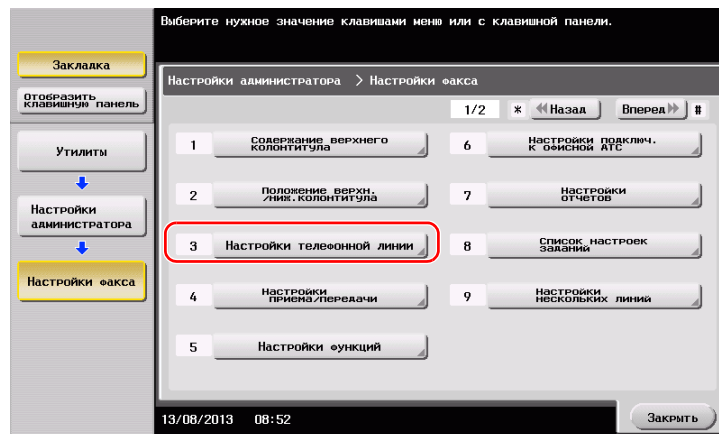 Выберите нужное значение клавишами меню или с клавишной панели.
Закладка
Отобразить
клавишную панель
Утилиты
Настройки
администратора
Настройки факса
Настройки администратора > Настройки факса
1/2 * Назад Вперед #
1 Содержание верхнего
колонтитула
2 Положение верхн.
/ниж.колонтитула
3 Настройки телефонной линии
4 Настройки
приема/передачи
5 Настройки функций
6 Настройки подключ.
к офисной АТС
7 Настройки
отчетов
8 Список настроек
заданий
9 Настройки
нескольких линий
13/08/2013 08:52
Закрыть